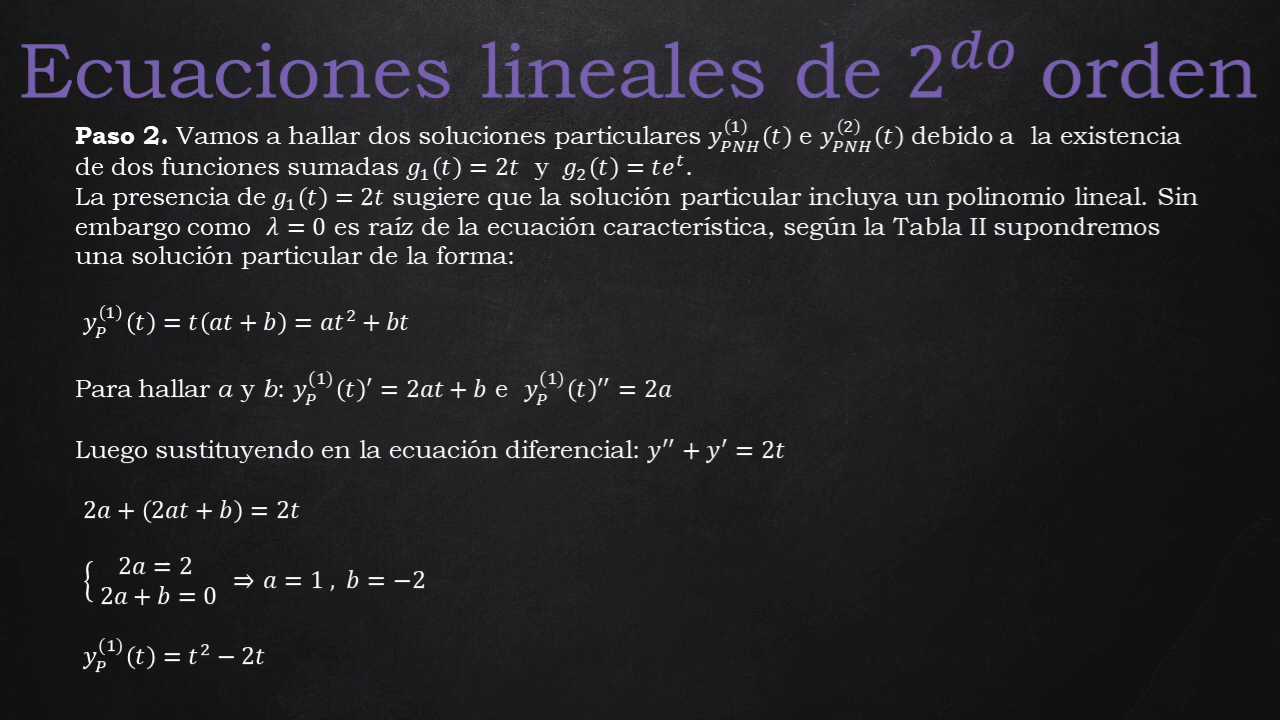 Ecuaciones lineales de 2^{do} orden
Paso 2. Vamos a hallar dos soluciones particulares y_{PNH}^{(1)}(t) e y_{PNH}^{(2)}(t) debido a la existencia
de dos funciones sumadas g_1(t) = 2t y g_2(t) = te^t.
La presencia de g_1(t) = 2t sugiere que la solución particular incluya un polinomio lineal. Sin
embargo como λ = 0 es raíz de la ecuación característica, según la Tabla II supondremos
una solución particular de la forma:
y_P^{(1)}(t) = t(at + b) = at^2 + bt
Para hallar a y b: y_P^{(1)}(t)′ = 2at + b e y_P^{(1)}(t)′′ = 2a
Luego sustituyendo en la ecuación diferencial: y′′ + y′ = 2t
2a + (2at + b) = 2t
{ 2a = 2
2a + b = 0 ⇒ a = 1 , b = −2
y_P^{(1)}(t) = t^2 − 2t